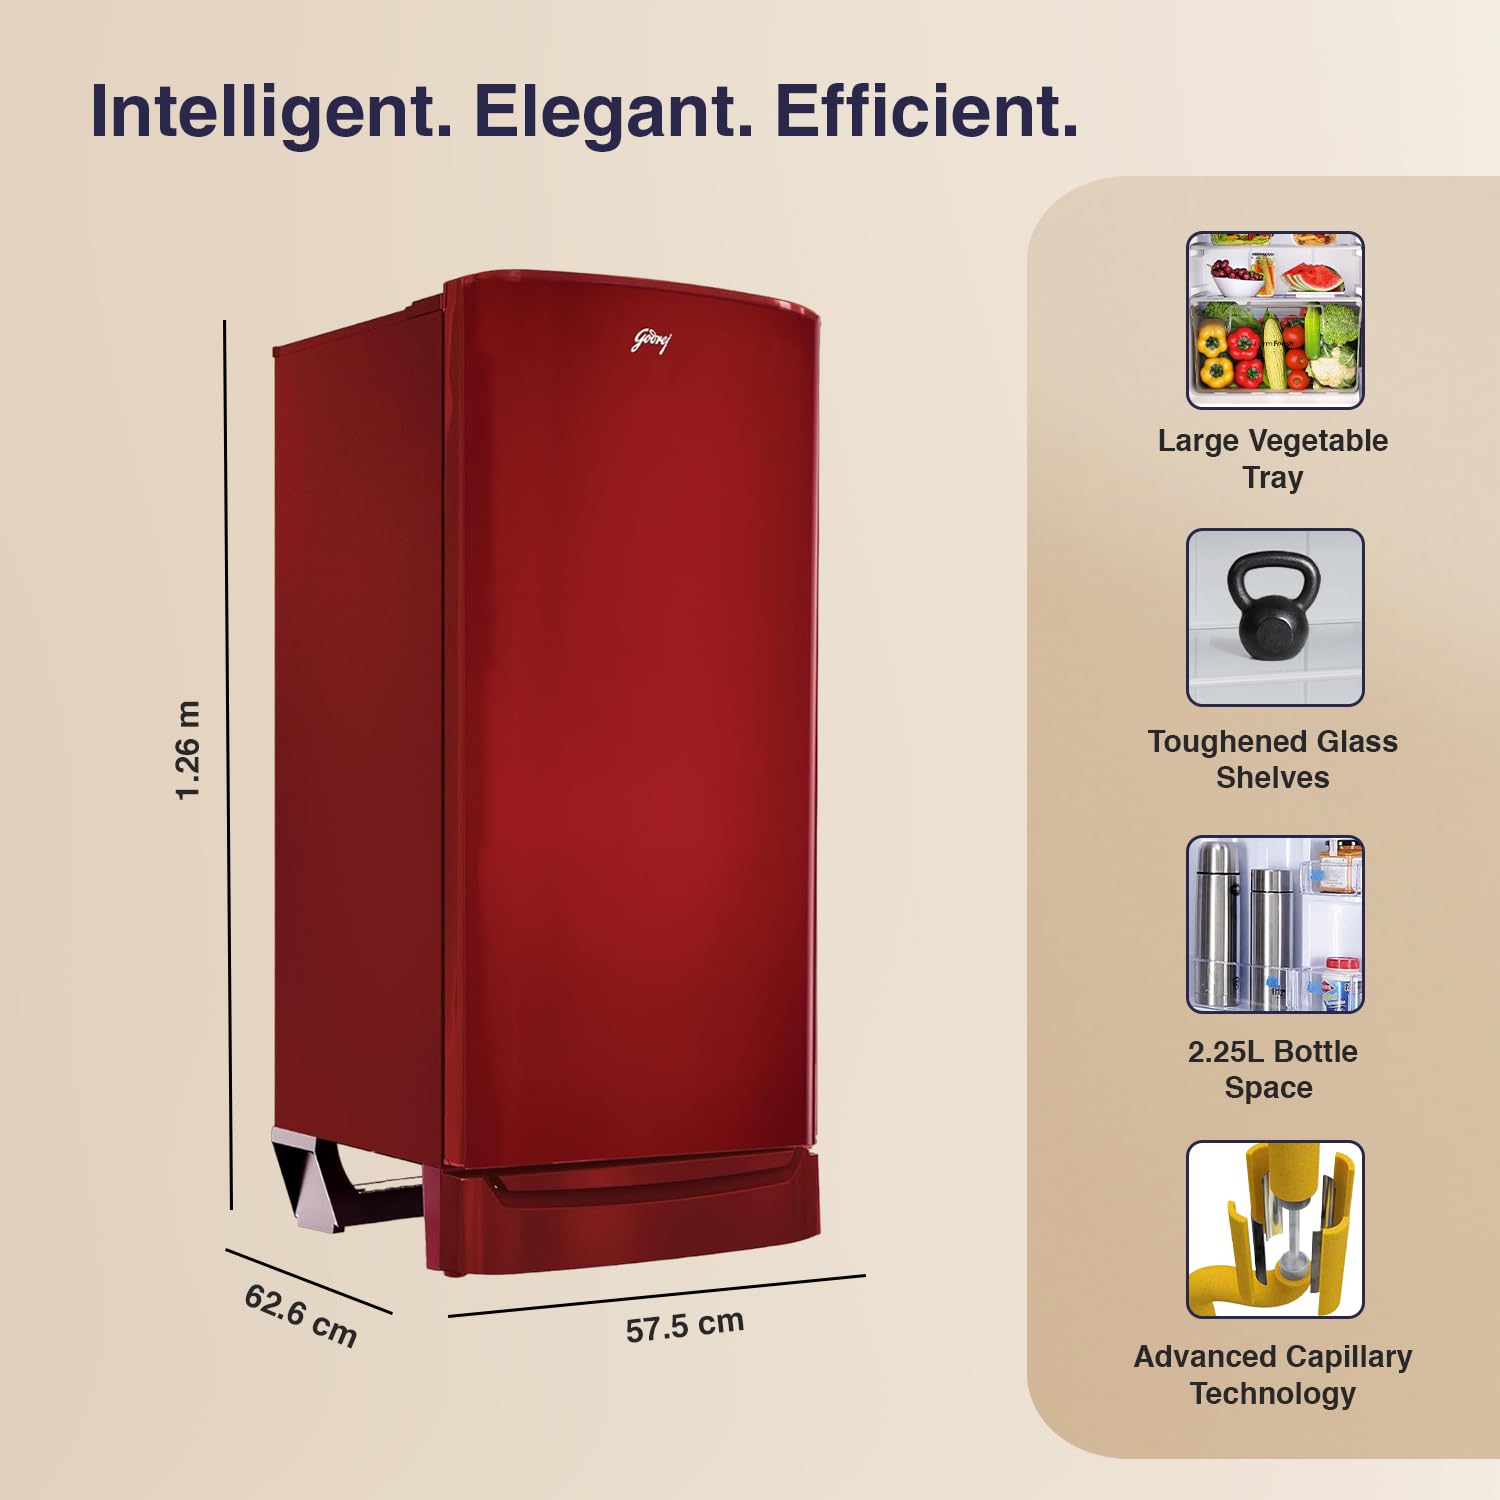 Intelligent. Elegant. Efficient.
Godrej
1.26 m
62.6 cm
57.5 cm
Large Vegetable
Tray
Toughened Glass
Shelves
2.25L Bottle
Space
Advanced Capillary
Technology